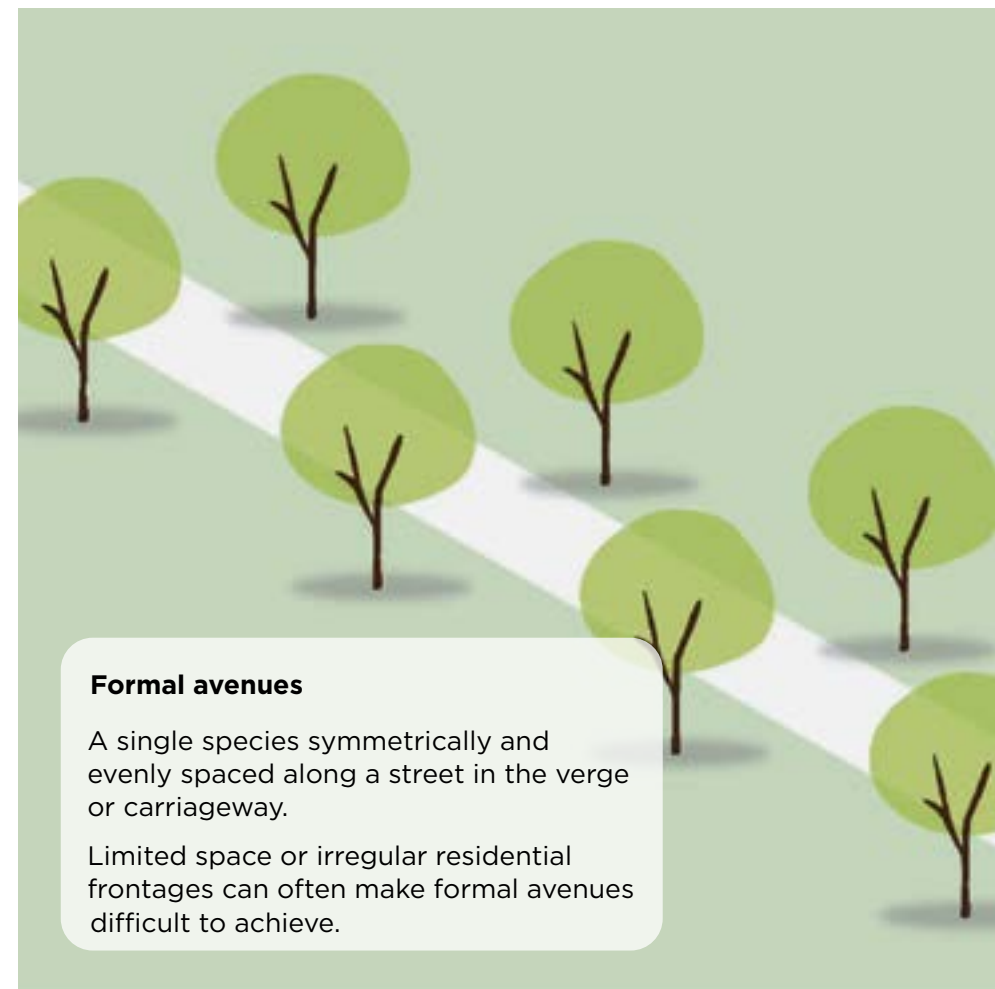 Formal avenues
A single species symmetrically and
evenly spaced along a street in the verge
or carriageway.
Limited space or irregular residential
frontages can often make formal avenues
difficult to achieve.